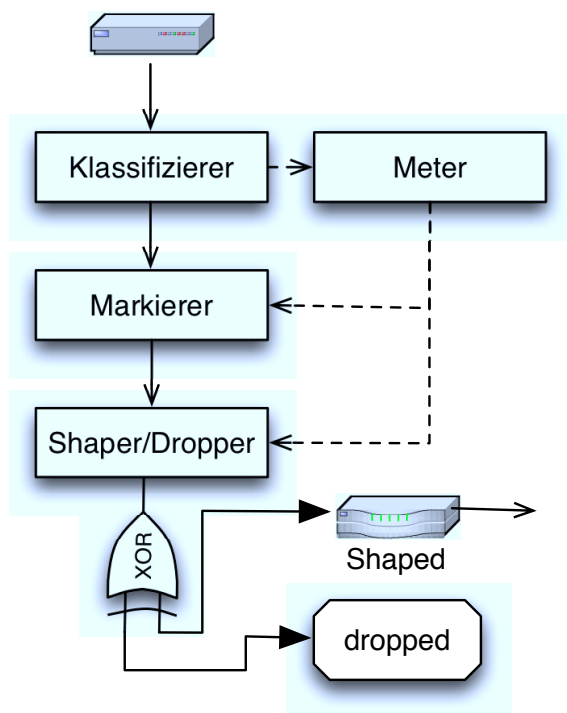 Klassifizierer
Meter
Markierer
Shaper/Dropper
XOR
Shaped
dropped